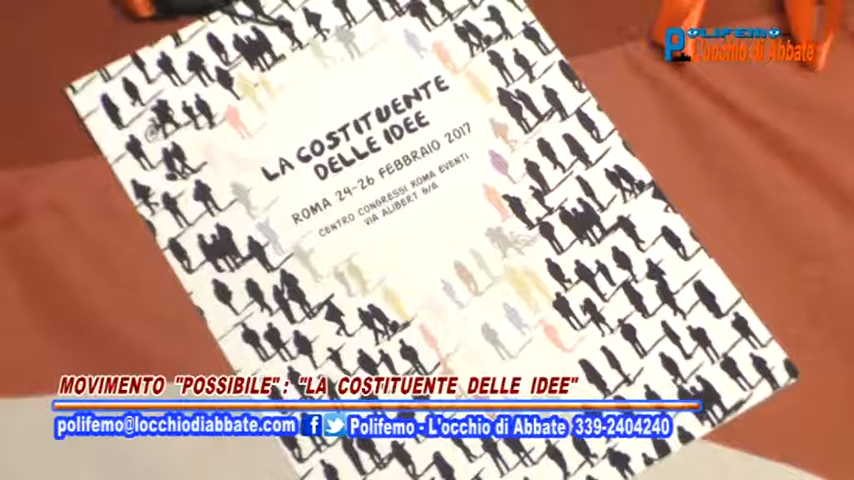 POLIFEMO
L'occhio di Abbate
LA COSTITUENTE
DELLE IDEE
ROMA 24-26 FEBBRAIO 2017
CENTRO CONGRESSI ROMA EVENTI
VIA ALIBERT 5/A
MOVIMENTO "POSSIBILE": "LA COSTITUENTE DELLE IDEE"
polifemo@locchiodiabbate.com Polifemo - L'occhio di Abbate 339-2404240